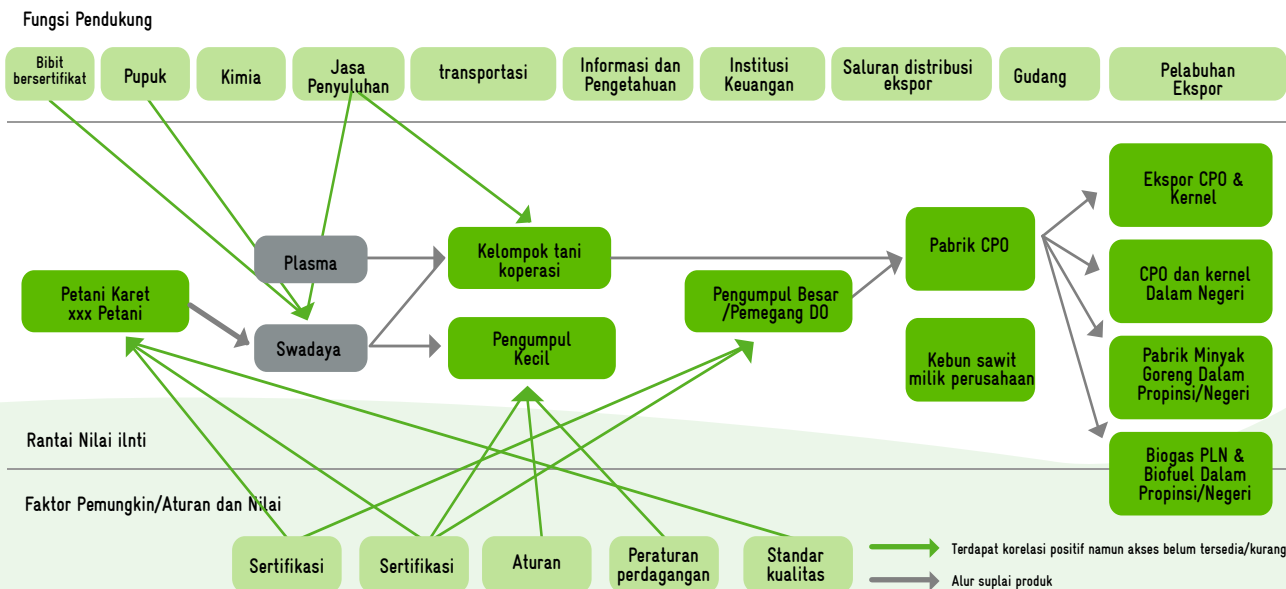 Fungsi Pendukung
Bibit
bersertifikat
Pupuk
Kimia
Jasa
Penyuluhan
transportasi
Informasi dan
Pengetahuan
Institusi
Keuangan
Saluran distribusi
ekspor
Gudang
Pelabuhan
Ekspor
Ekspor CPO &
Kernel
Plasma
Kelompok tani
koperasi
Pabrik CPO
CPO dan kernel
Dalam Negeri
Petani Karet
xxx Petani
Pengumpul Besar
/Pemegang DO
Swadaya
Pengumpul
Kecil
Kebun sawit
milik perusahaan
Pabrik Minyak
Goreng Dalam
Propinsi/Negeri
Rantai Nilai ilnti
Biogas PLN &
Biofuel Dalam
Propinsi/Negeri
Faktor Pemungkin/Aturan dan Nilai
Sertifikasi
Sertifikasi
Aturan
Peraturan
perdagangan
Standar
kualitas
Terdapat korelasi positif namun akses belum tersedia/kurang
Alur suplai produk